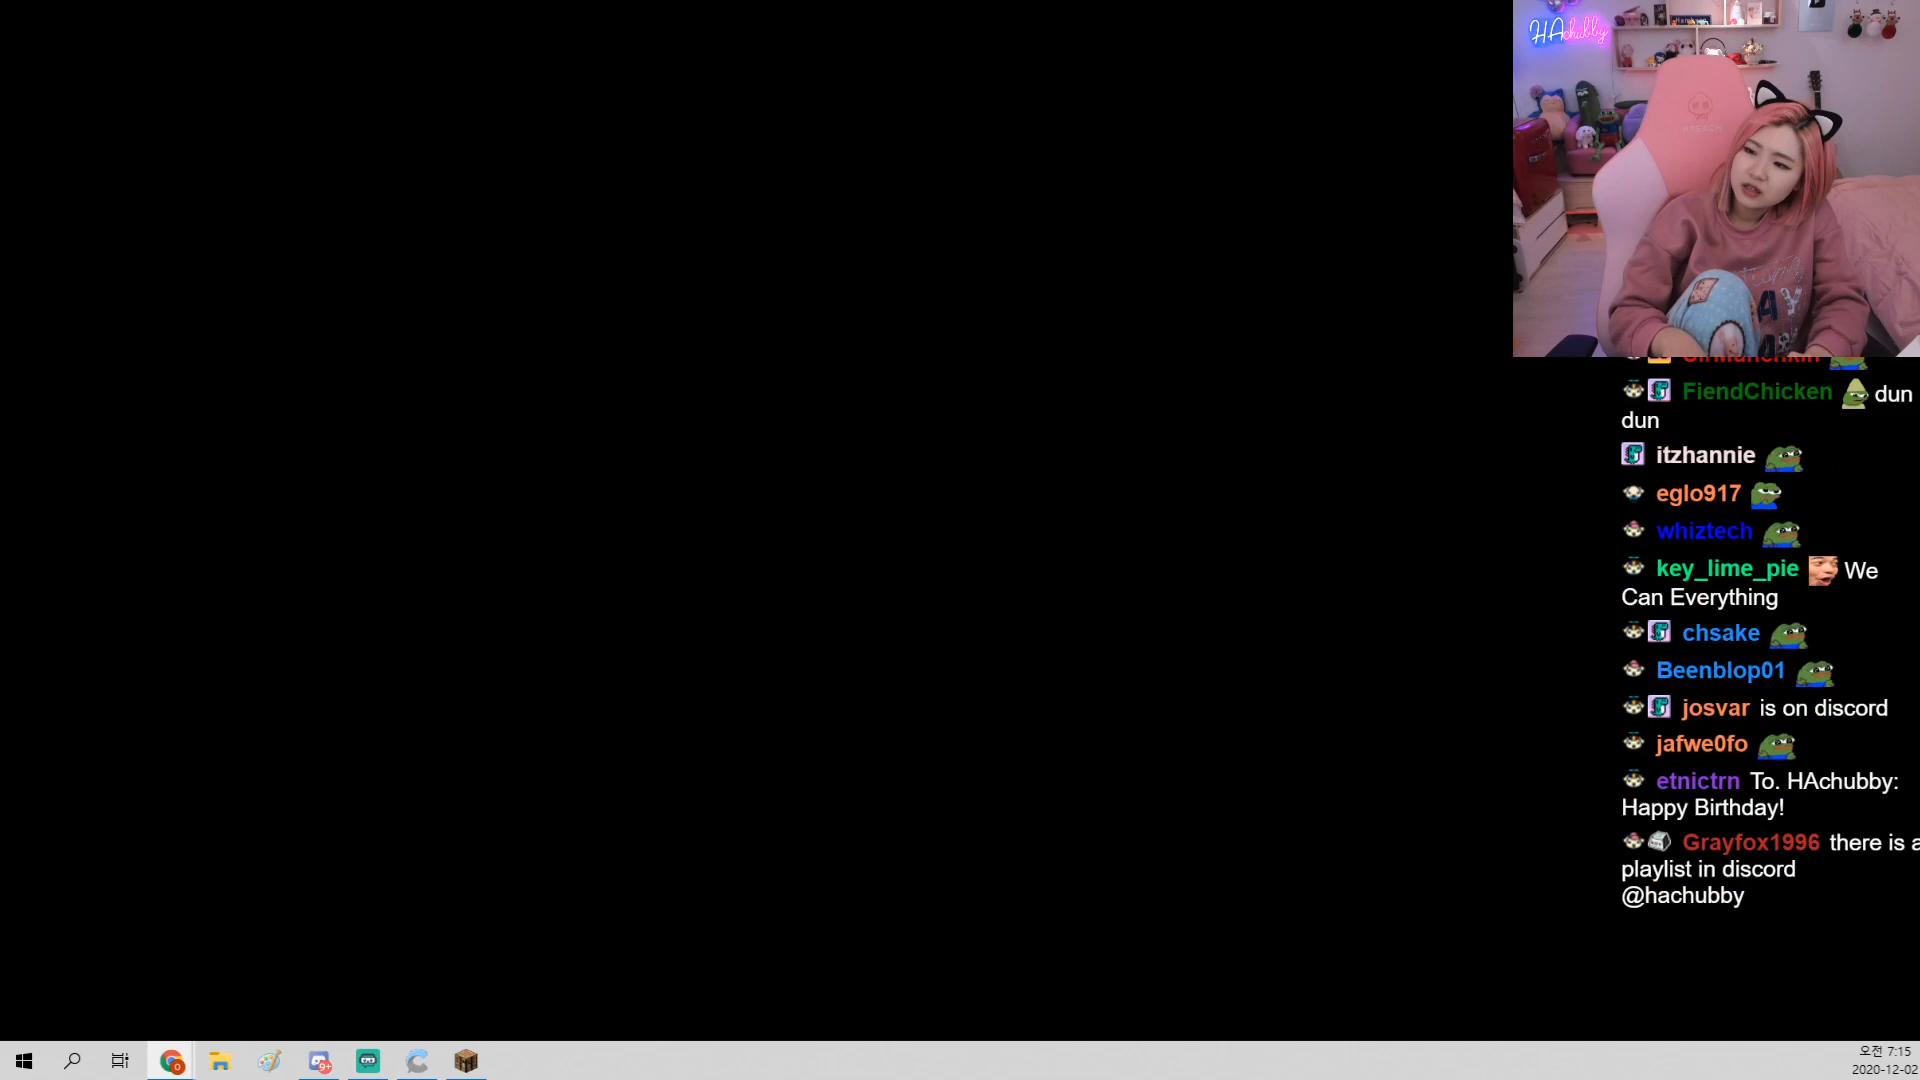 HAchubby
FiendChicken dun
dun
itzhannie
eglo917
whiztech
key_lime_pie We
Can Everything
chsake
Beenblop01
josvar is on discord
jafwe0fo
etnictrn To. HAchubby:
Happy Birthday!
Grayfox1996 there is a
playlist in discord
@hachubby
9+
오전 7:15
2020-12-02